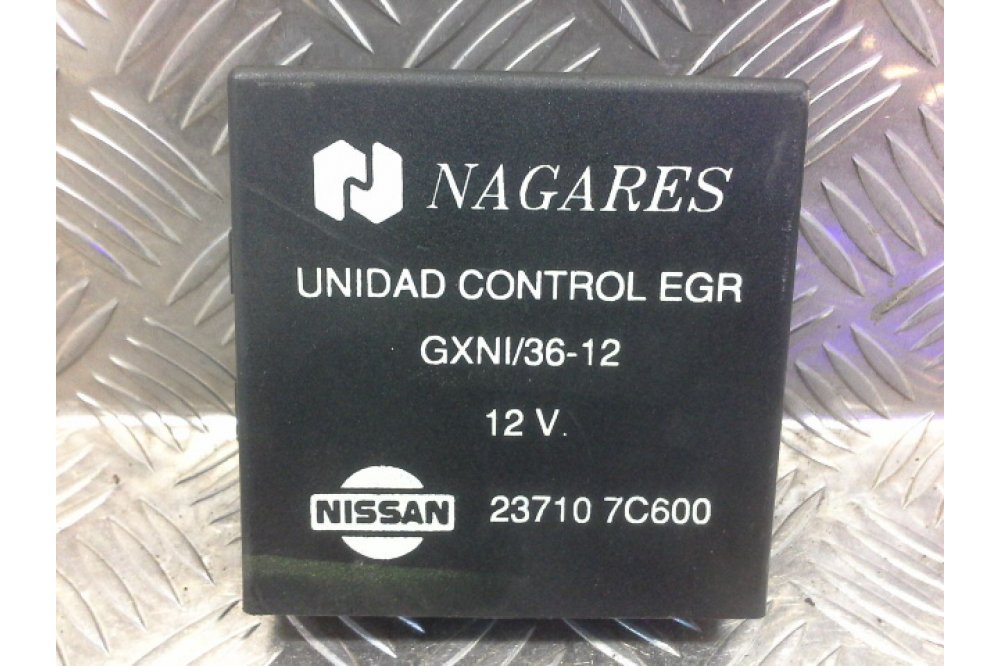 NAGARES
UNIDAD CONTROL EGR
GXNI/36-12
12 V.
NISSAN 23710 7C600